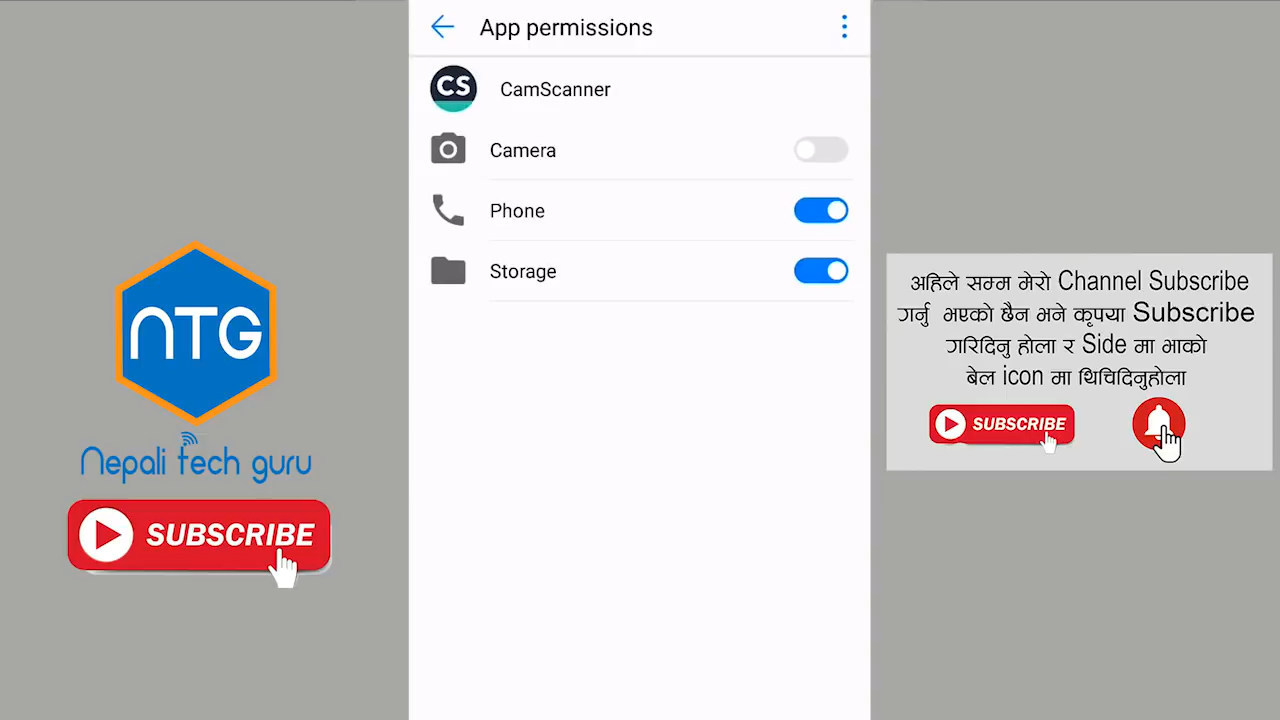 App permissions
CS
CamScanner
Camera
Phone
Storage
NTG
Nepali tech guru
SUBSCRIBE
अहिले सम्म मेरो Channel Subscribe
गर्नु भएको छैन भने कृपया Subscribe
गरिदिनु होला र Side मा भाको
बेल icon मा थिचिदिनुहोला
SUBSCRIBE